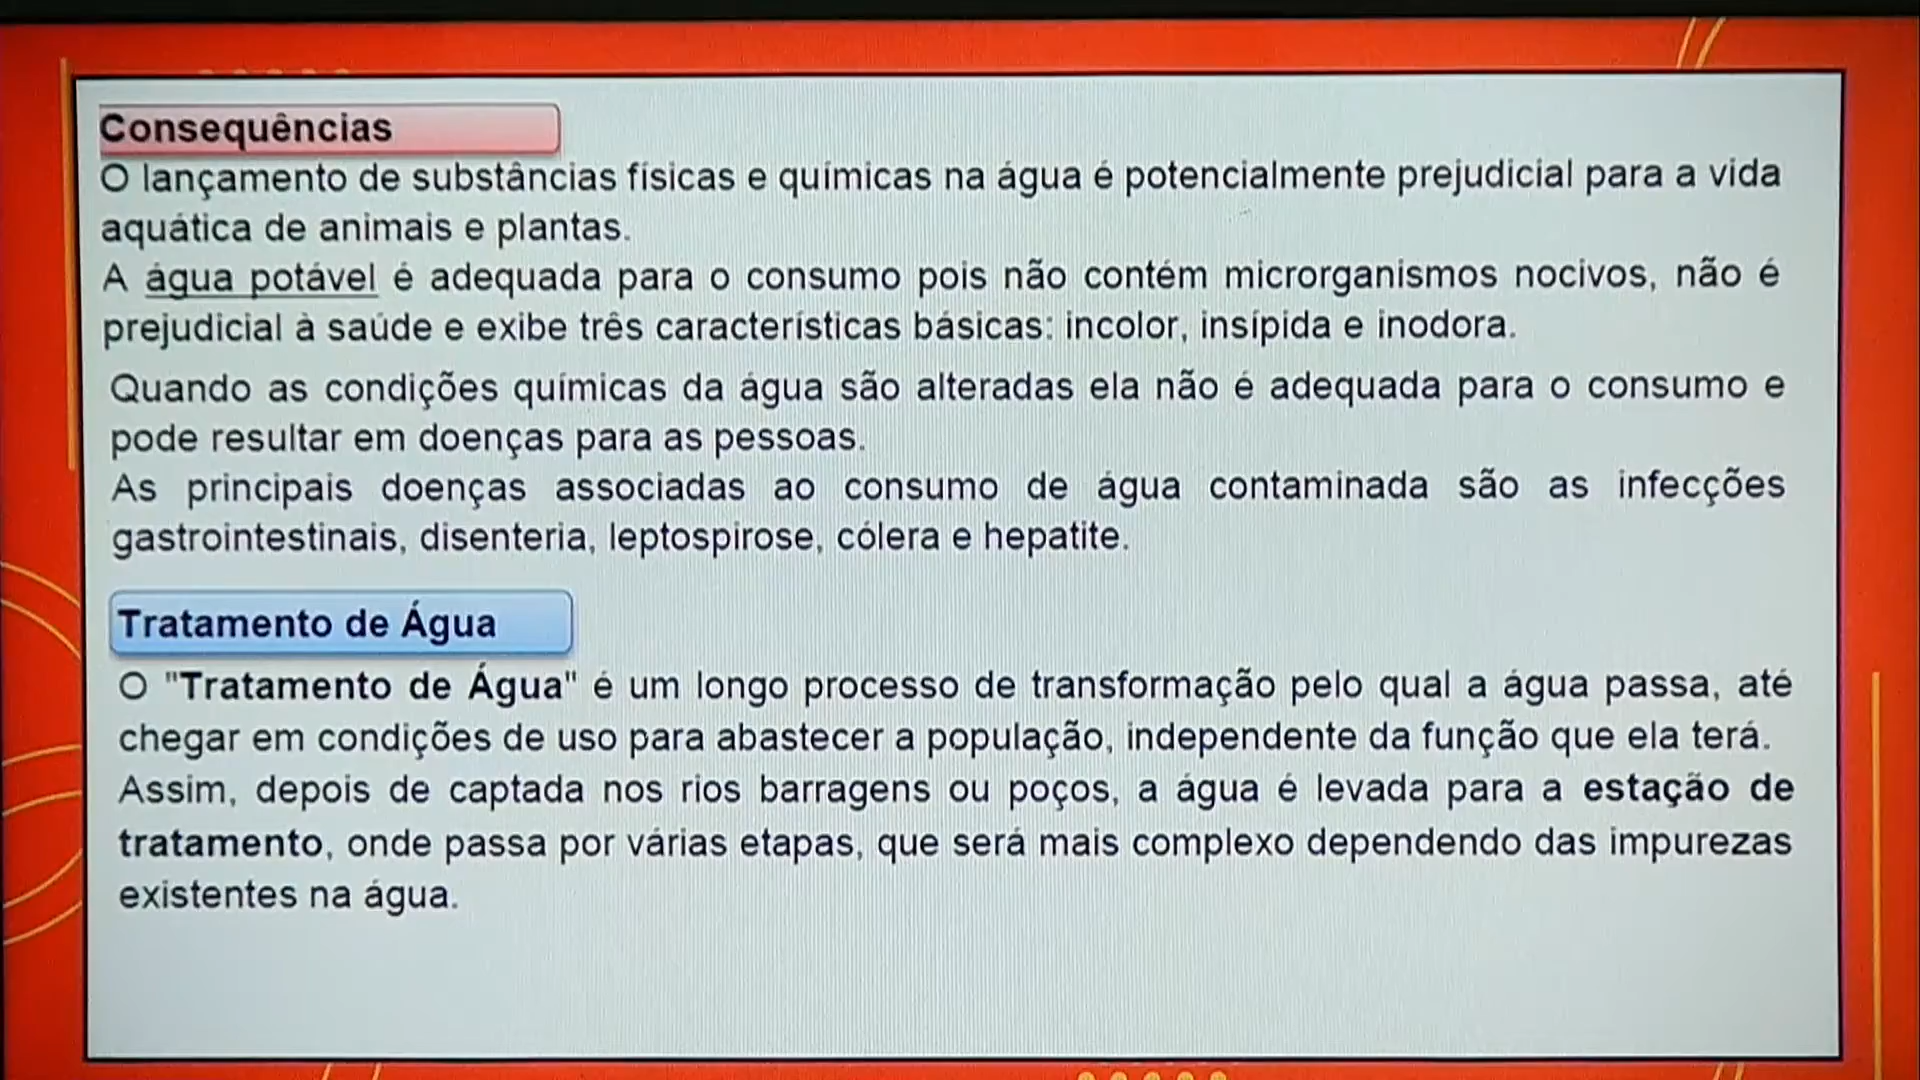 Consequências
O lançamento de substâncias físicas e químicas na água é potencialmente prejudicial para a vida
aquática de animais e plantas.
A água potável é adequada para o consumo pois não contém microrganismos nocivos, não é
prejudicial à saúde e exibe três características básicas: incolor, insípida e inodora.
Quando as condições químicas da água são alteradas ela não é adequada para o consumo e
pode resultar em doenças para as pessoas.
As principais doenças associadas ao consumo de água contaminada são as infecções
gastrointestinais, disenteria, leptospirose, cólera e hepatite.
Tratamento de Água
O "Tratamento de Água" é um longo processo de transformação pelo qual a água passa, até
chegar em condições de uso para abastecer a população, independente da função que ela terá.
Assim, depois de captada nos rios barragens ou poços, a água é levada para a estação de
tratamento, onde passa por várias etapas, que será mais complexo dependendo das impurezas
existentes na água.